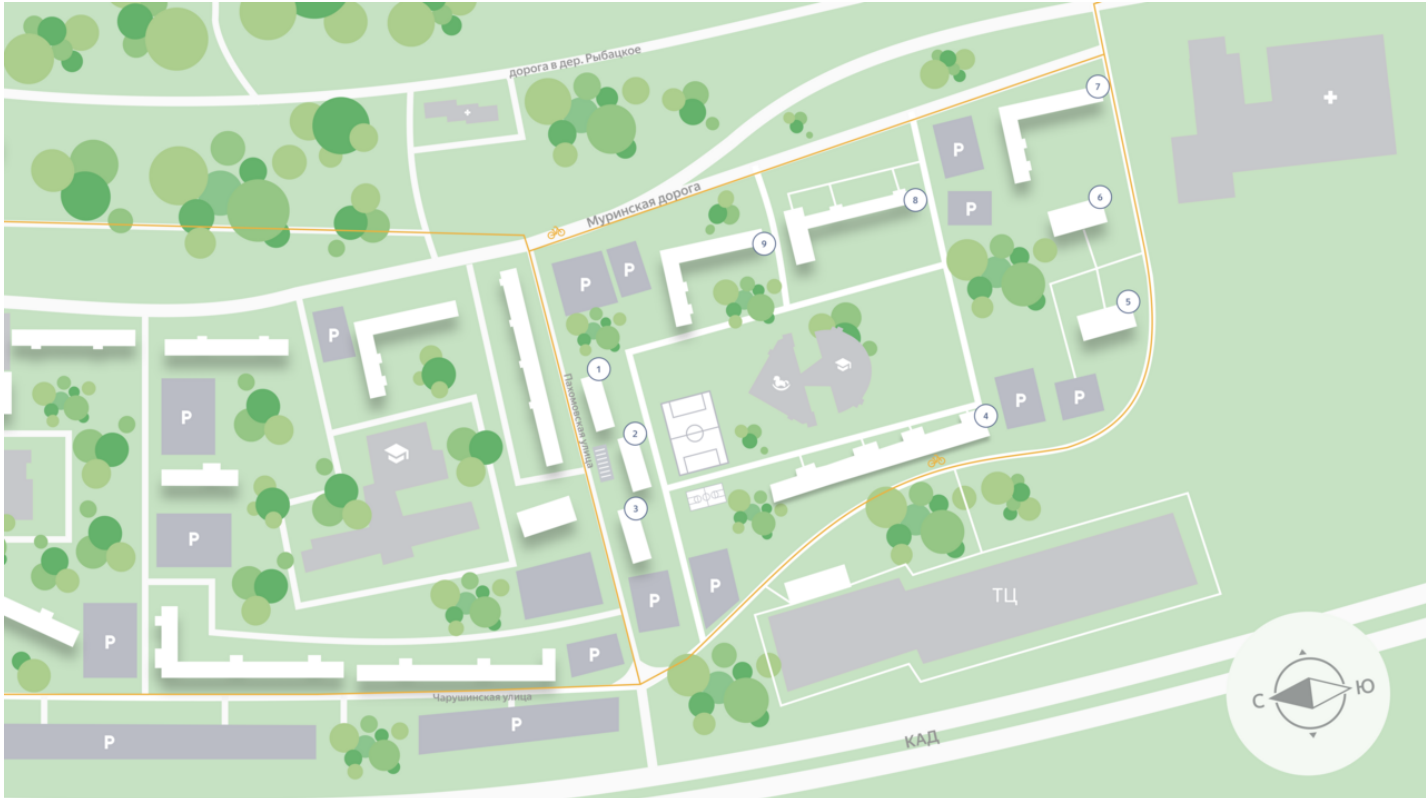 дорога в дер. Рыбацкое
7
P
Муринская дорога
6
8
P
9
P
P
5
P
1
Пахомовская улица
P
4
P
P
2
3
P
P
P
ТЦ
P
P
Чарушинская улица
С
Ю
P
P
КАД